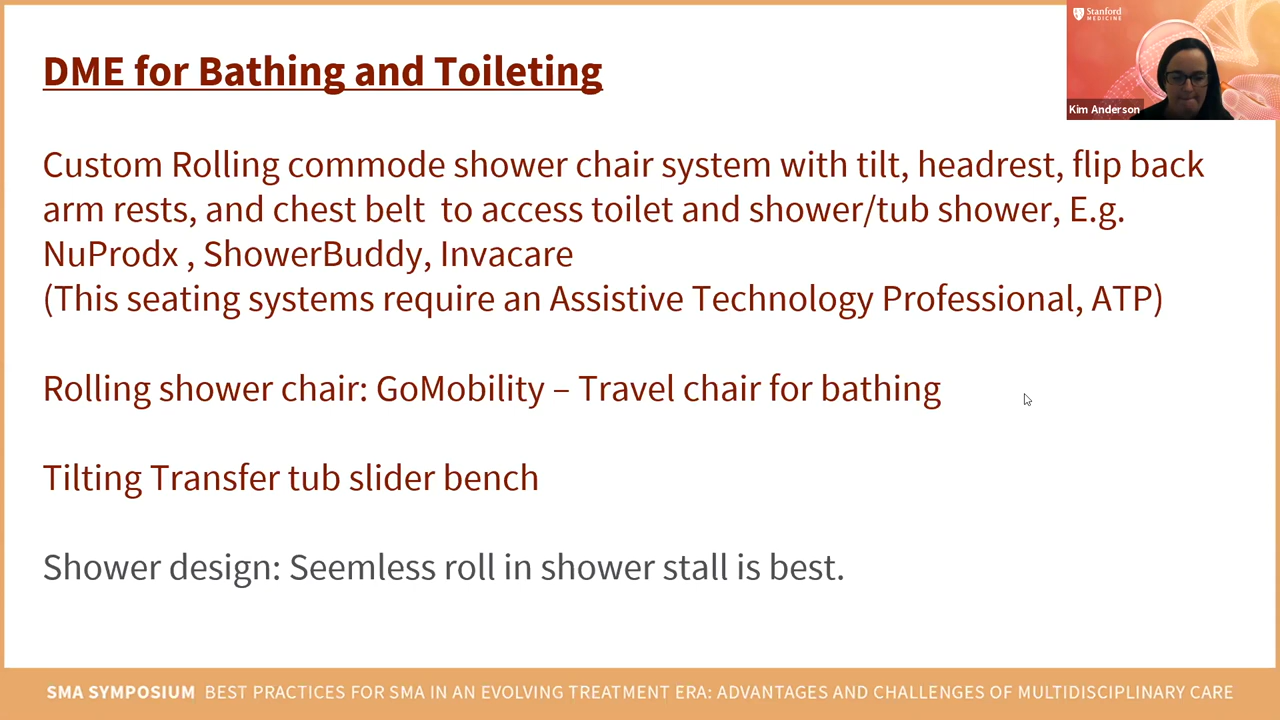 DME for Bathing and Toileting
Stanford
MEDICINE
Kim Anderson
Custom Rolling commode shower chair system with tilt, headrest, flip back
arm rests, and chest belt  to access toilet and shower/tub shower, E.g.
NuProdx , ShowerBuddy, Invacare
(This seating systems require an Assistive Technology Professional, ATP)
Rolling shower chair: GoMobility – Travel chair for bathing
Tilting Transfer tub slider bench
Shower design: Seemless roll in shower stall is best.
SMA SYMPOSIUM  BEST PRACTICES FOR SMA IN AN EVOLVING TREATMENT ERA: ADVANTAGES AND CHALLENGES OF MULTIDISCIPLINARY CARE